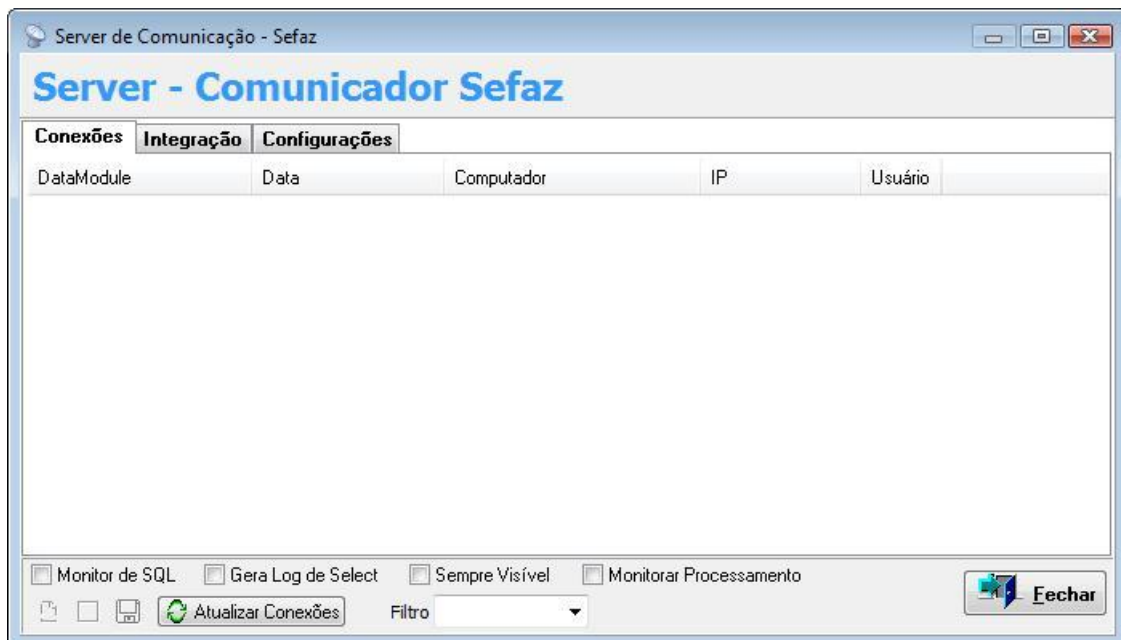 Server de Comunicação - Sefaz
Server - Comunicador Sefaz
Conexões Integração Configurações
DataModule Data Computador IP Usuário
Monitor de SQL Gera Log de Select Sempre Visível Monitorar Processamento
Atualizar Conexões Filtro Fechar